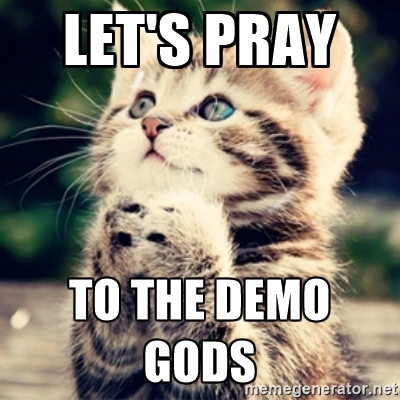 LET'S PRAY
TO THE DEMO
GODS
memegenerator.net